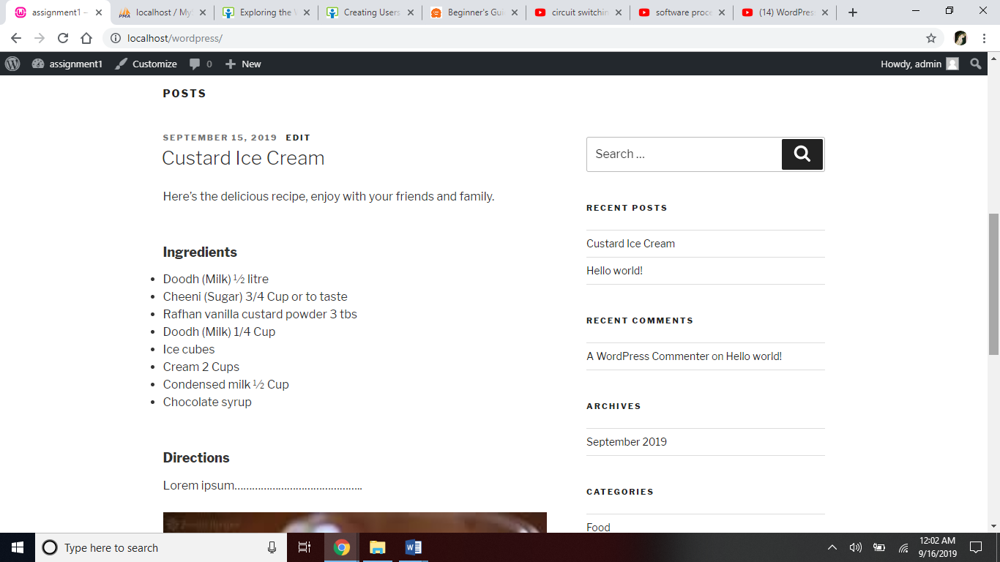 assignment1 –
localhost / My
Exploring the
Creating Users
Beginner's Gui
circuit switchin
software proce
(14) WordPres
localhost/wordpress/
assignment1
Customize
0
New
Howdy, admin
POSTS
SEPTEMBER 15, 2019 EDIT
Custard Ice Cream
Here's the delicious recipe, enjoy with your friends and family.
Ingredients
Doodh (Milk) ½ litre
Cheeni (Sugar) 3/4 Cup or to taste
Rafhan vanilla custard powder 3 tbs
Doodh (Milk) 1/4 Cup
Ice cubes
Cream 2 Cups
Condensed milk ½ Cup
Chocolate syrup
Directions
Lorem ipsum……………………………………..
Search …
RECENT POSTS
Custard Ice Cream
Hello world!
RECENT COMMENTS
A WordPress Commenter on Hello world!
ARCHIVES
September 2019
CATEGORIES
Food
Type here to search
12:02 AM
9/16/2019